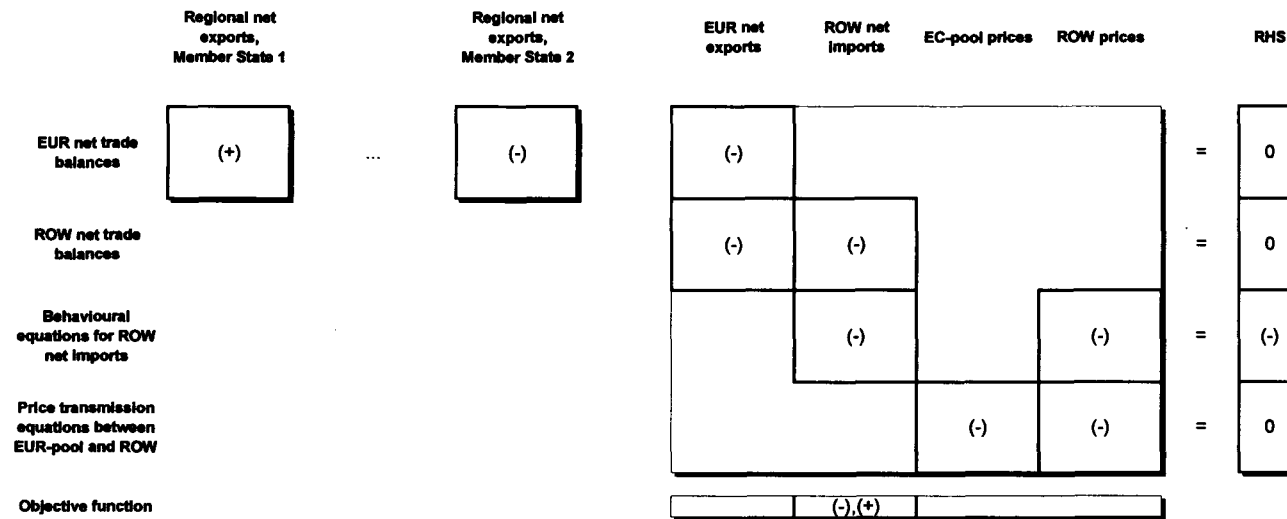 Regional net
exports,
Member State 1
Regional net
exports,
Member State 2
EUR net
exports
ROW net
imports
EC-pool prices
ROW prices
RHS
EUR net trade
balances
(+)
...
(-)
(-)
=
0
ROW net trade
balances
(-)
(-)
=
0
Behavioural
equations for ROW
net imports
(-)
(-)
=
(-)
Price transmission
equations between
EUR-pool and ROW
(-)
(-)
=
0
Objective function
(-),(+)